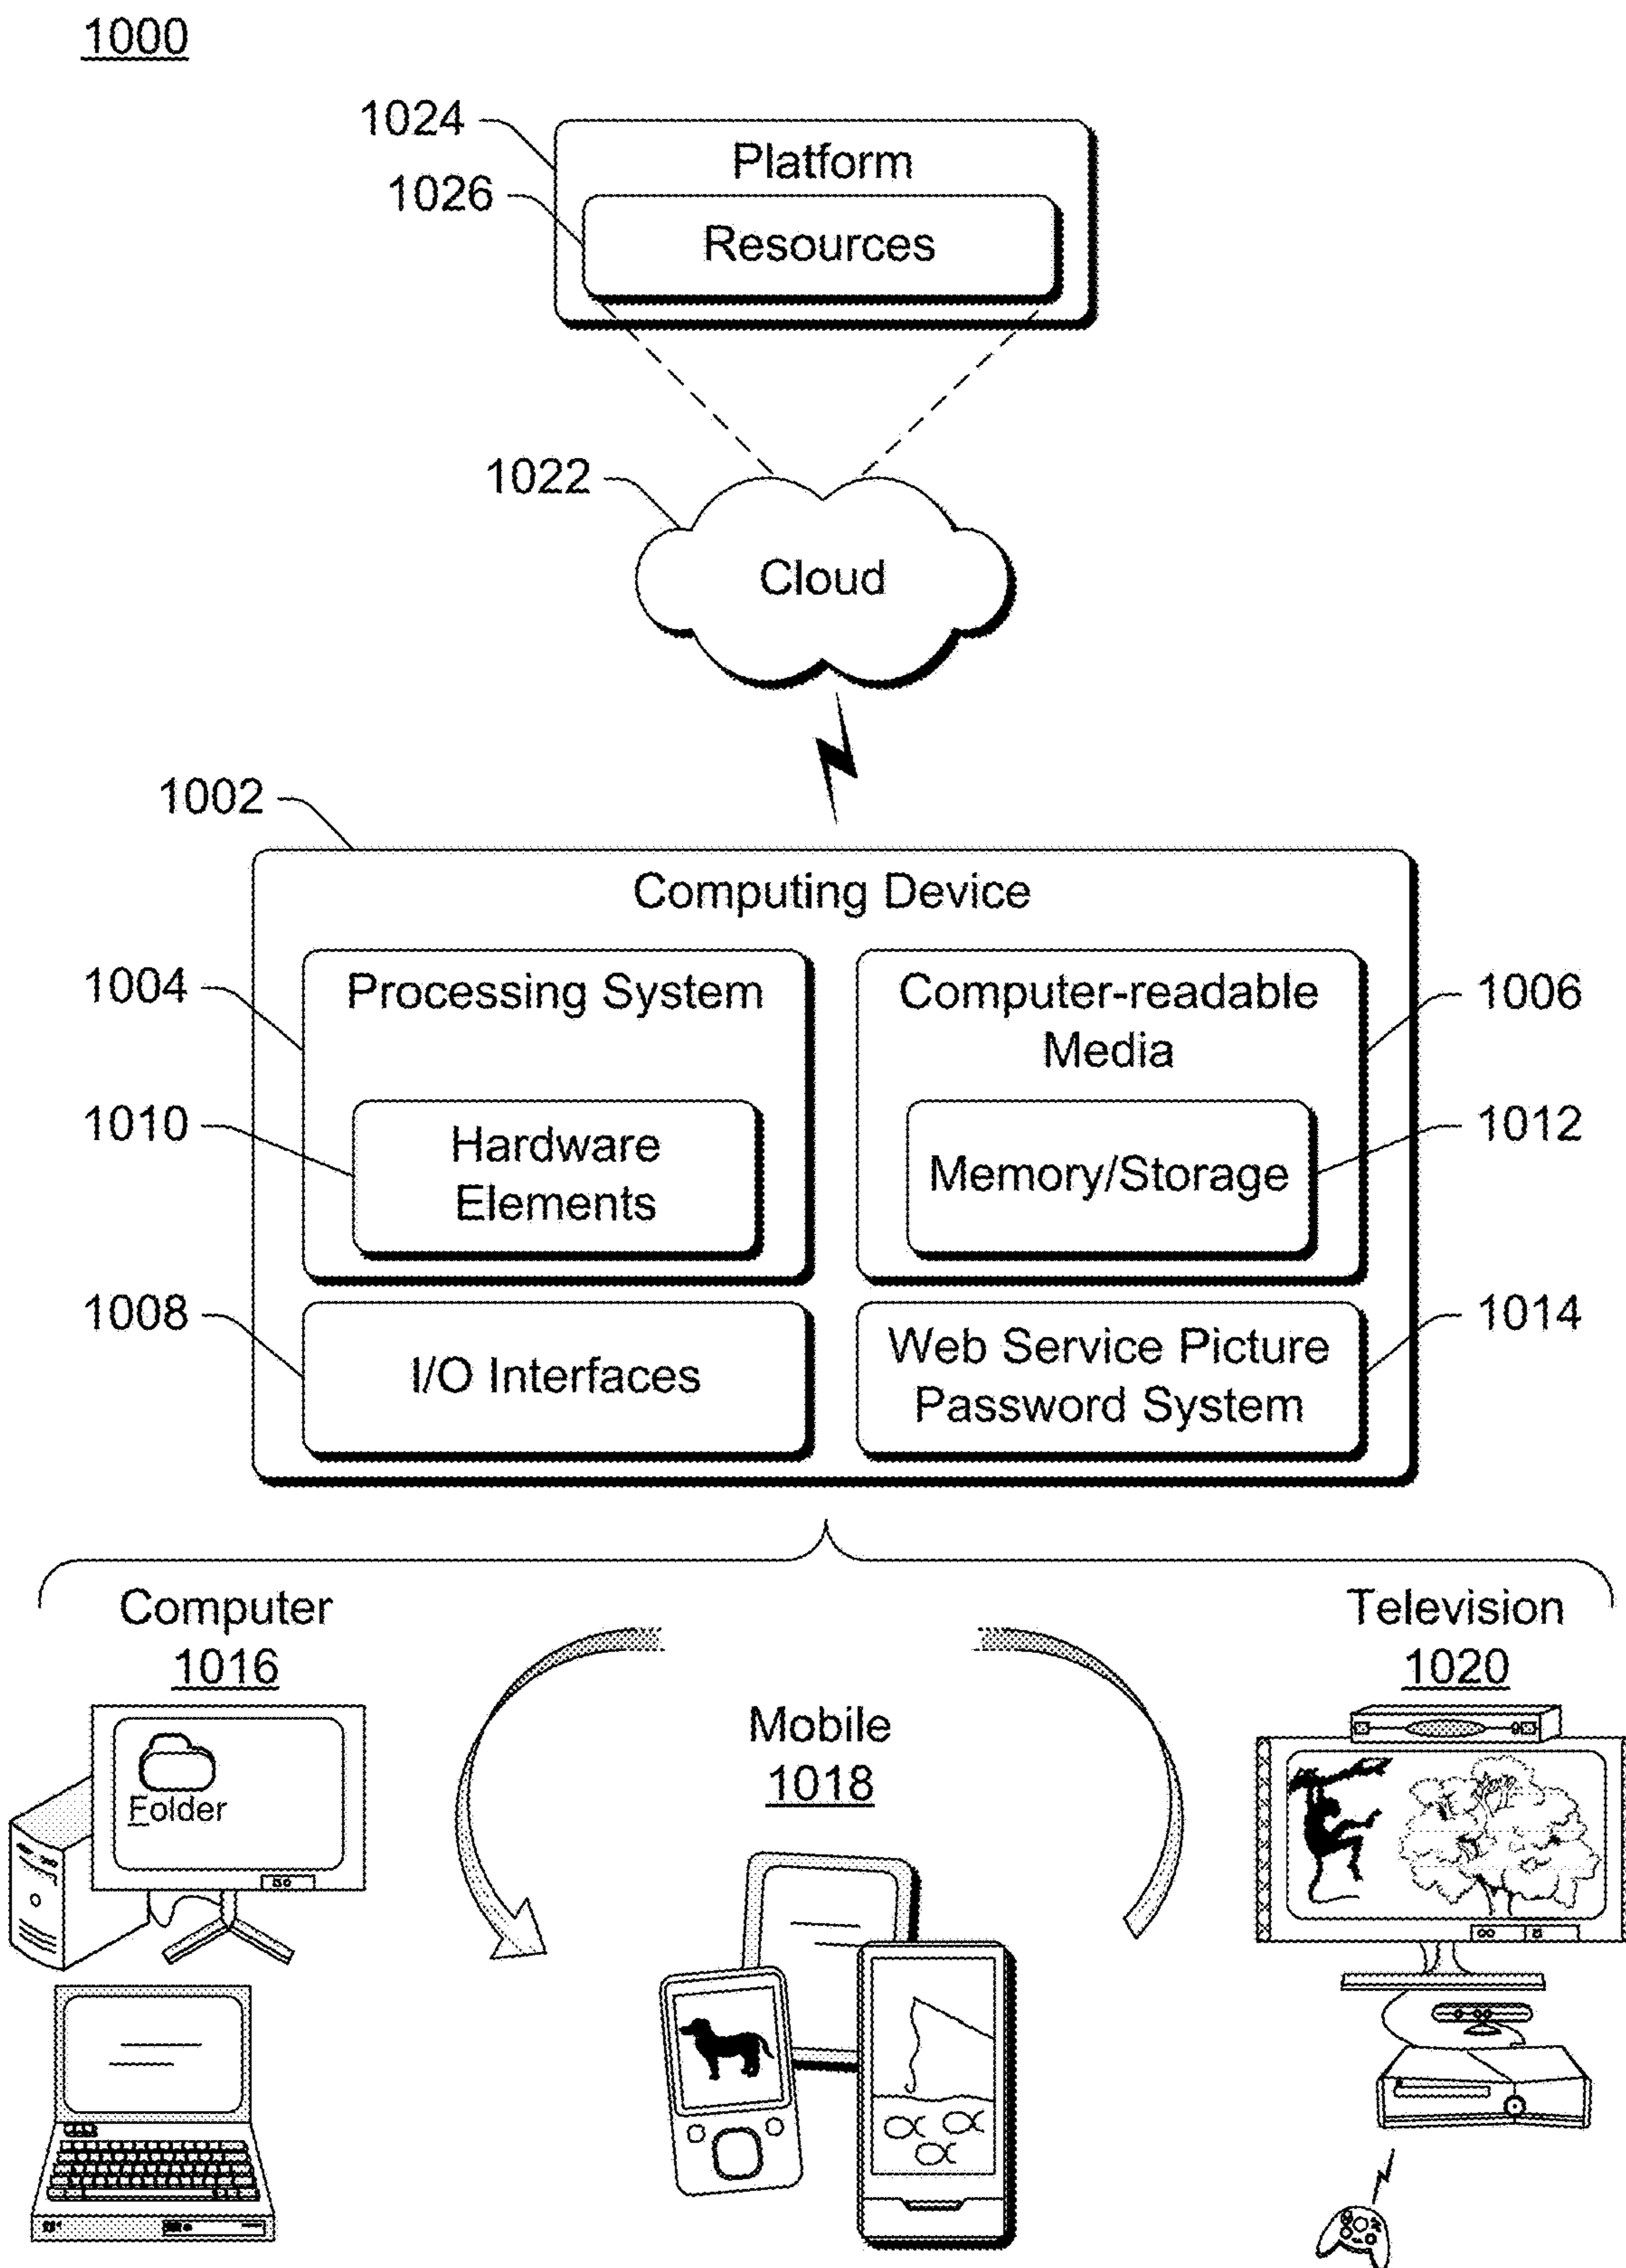 1000
1024
Platform
1026
Resources
1022
Cloud
1002
Computing Device
1004
Processing System
Computer-readable
Media
1006
1010
Hardware
Elements
Memory/Storage
1012
1008
I/O Interfaces
Web Service Picture
Password System
1014
Computer
1016
Folder
Mobile
1018
Television
1020